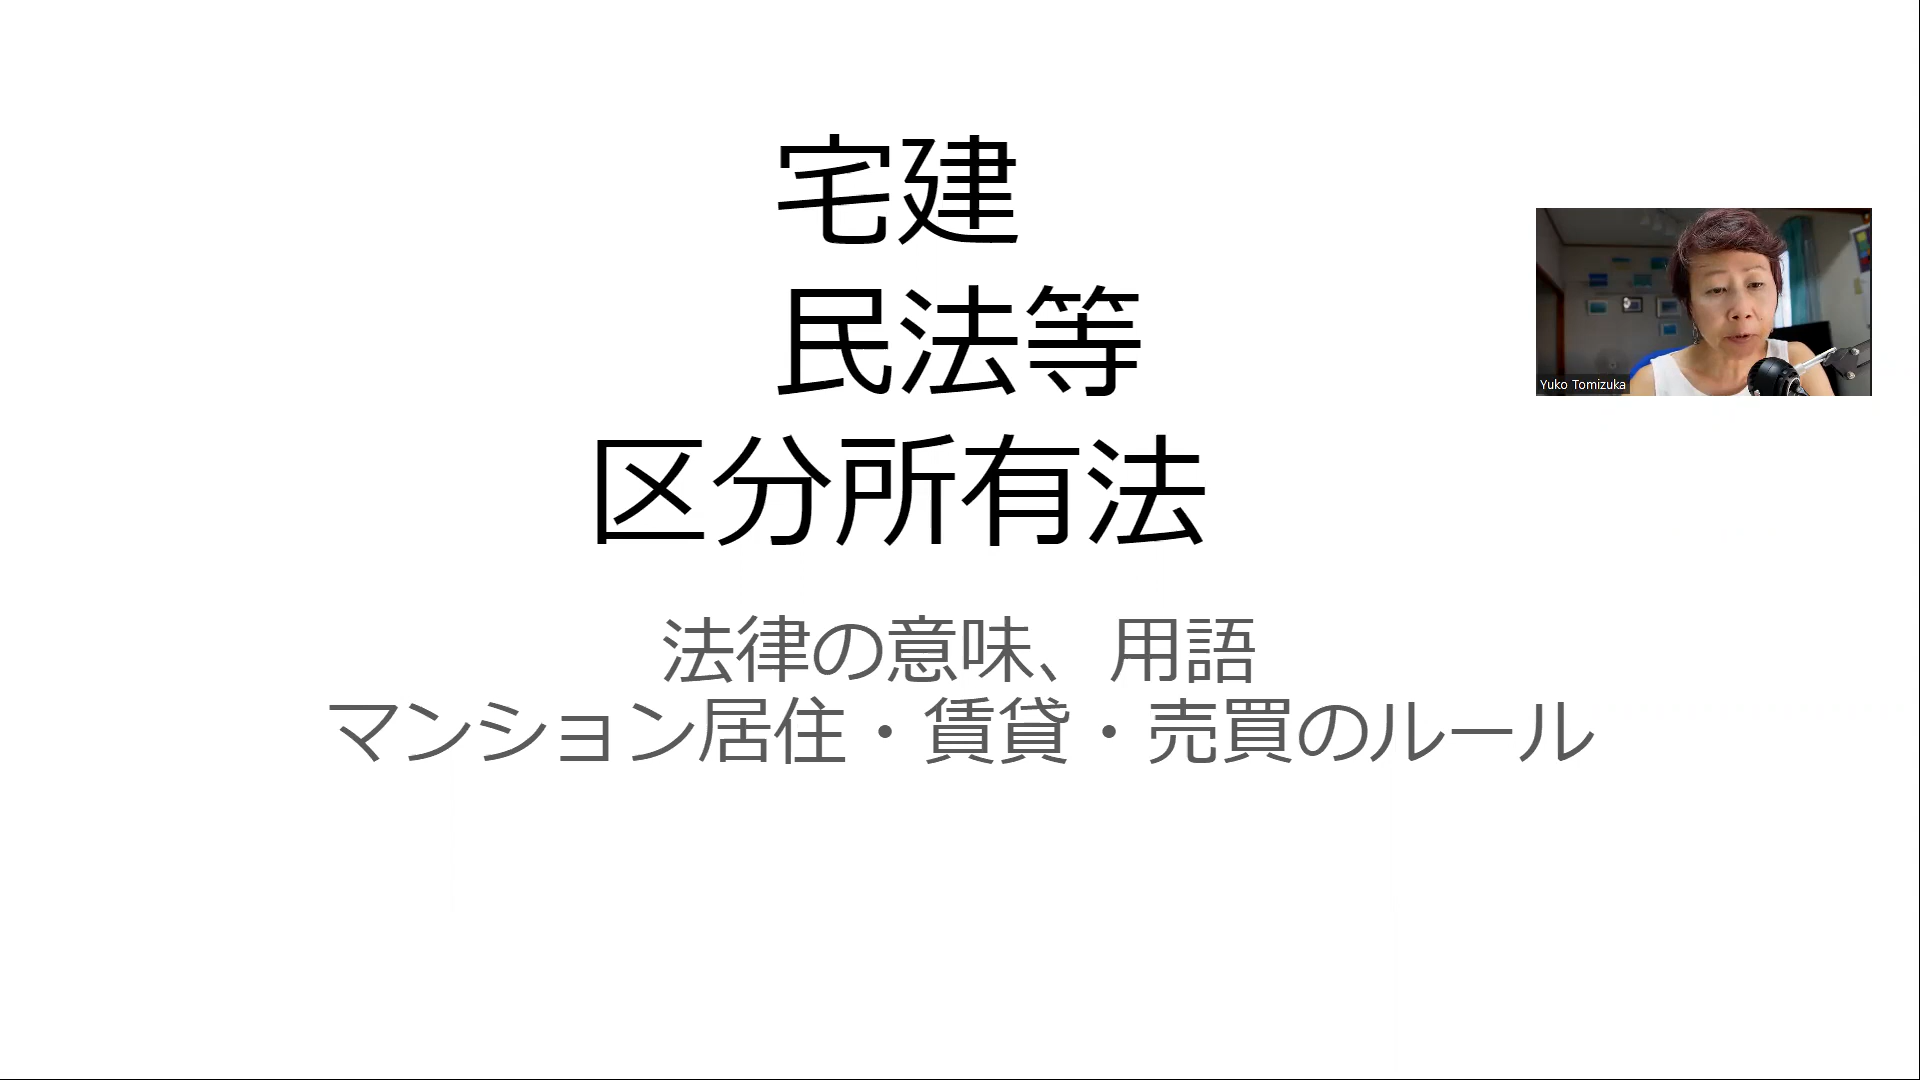 宅建
民法等
区分所有法
法律の意味、用語
マンション居住・賃貸・売買のルール
Yuko Tomizuka